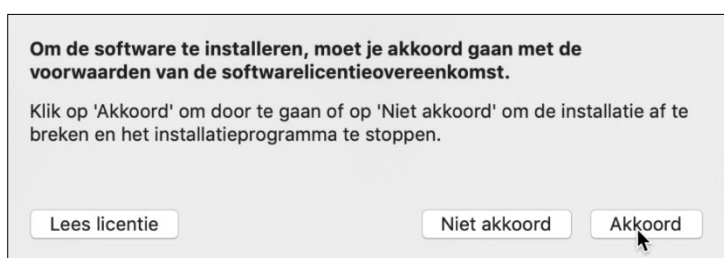 Om de software te installeren, moet je akkoord gaan met de
voorwaarden van de softwarelicentieovereenkomst.
Klik op 'Akkoord' om door te gaan of op 'Niet akkoord' om de installatie af te
breken en het installatieprogramma te stoppen.
Lees licentie
Niet akkoord
Akkoord